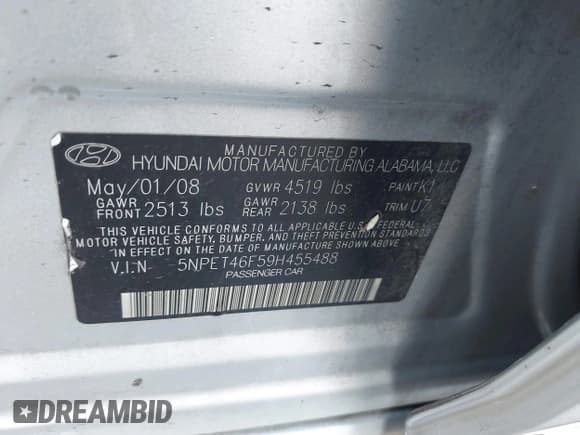 MANUFACTURED BY
HYUNDAI MOTOR MANUFACTURING ALABAMA, LLC
May/01/08 GVWR 4519 lbs PAINT K1
GAWR FRONT 2513 lbs GAWR REAR 2138 lbs TRIM U7
THIS VEHICLE CONFORMS TO ALL APPLICABLE U.S. FEDERAL
MOTOR VEHICLE SAFETY, BUMPER, AND THEFT PREVENTION STANDARDS
IN EFFECT ON THE DATE OF MANUFACTURE SHOWN ABOVE.
V.I.N 5NPET46F59H455488
PASSENGER CAR
DREAMBID